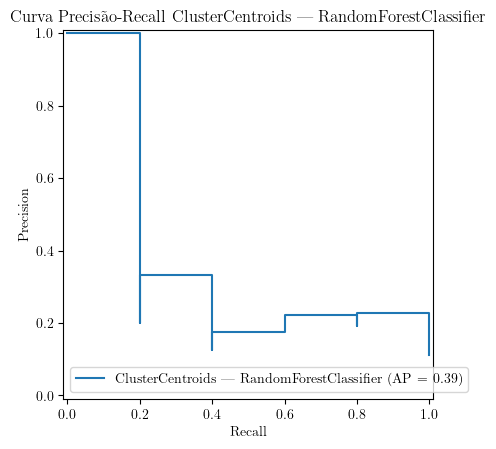 Curva Precisão-Recall ClusterCentroids — RandomForestClassifier
1.0
0.8
0.6
0.4
0.2
0.0
Precision
ClusterCentroids — RandomForestClassifier (AP = 0.39)
0.0 0.2 0.4 0.6 0.8 1.0
Recall